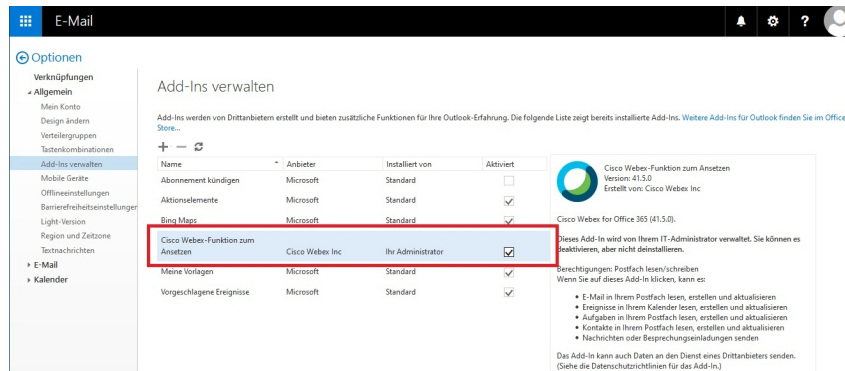 E-Mail
?
Optionen
Verknüpfungen
Allgemein
Mein Konto
Design ändern
Verteilergruppen
Tastenkombinationen
Add-Ins verwalten
Mobile Geräte
Offlineeinstellungen
Barrierefreiheitseinstellungen
Light-Version
Region und Zeitzone
Textnachrichten
E-Mail
Kalender
Add-Ins verwalten
Add-Ins werden von Drittanbietern erstellt und bieten zusätzliche Funktionen für Ihre Outlook-Erfahrung. Die folgende Liste zeigt bereits installierte Add-Ins. Weitere Add-Ins für Outlook finden Sie im Office
Store...
Name Anbieter Installiert von Aktiviert
Abonnement kündigen Microsoft Standard
Aktionselemente Microsoft Standard
Bing Maps Microsoft Standard
Cisco Webex-Funktion zum
Ansetzen Cisco Webex Inc Ihr Administrator
Meine Vorlagen Microsoft Standard
Vorgeschlagene Ereignisse Microsoft Standard
Cisco Webex-Funktion zum Ansetzen
Version: 41.5.0
Erstellt von: Cisco Webex Inc
Cisco Webex for Office 365 (41.5.0).
Dieses Add-In wird von Ihrem IT-Administrator verwaltet. Sie können es
deaktivieren, aber nicht deinstallieren.
Berechtigungen: Postfach lesen/schreiben
Wenn Sie auf dieses Add-In klicken, kann es:
• E-Mail in Ihrem Postfach lesen, erstellen und aktualisieren
• Ereignisse in Ihrem Kalender lesen, erstellen und aktualisieren
• Aufgaben in Ihrem Postfach lesen, erstellen und aktualisieren
• Kontakte in Ihrem Postfach lesen, erstellen und aktualisieren
• Nachrichten oder Besprechungseinladungen senden
Das Add-In kann auch Daten an den Dienst eines Drittanbieters senden.
(Siehe die Datenschutzrichtlinien für das Add-In.)